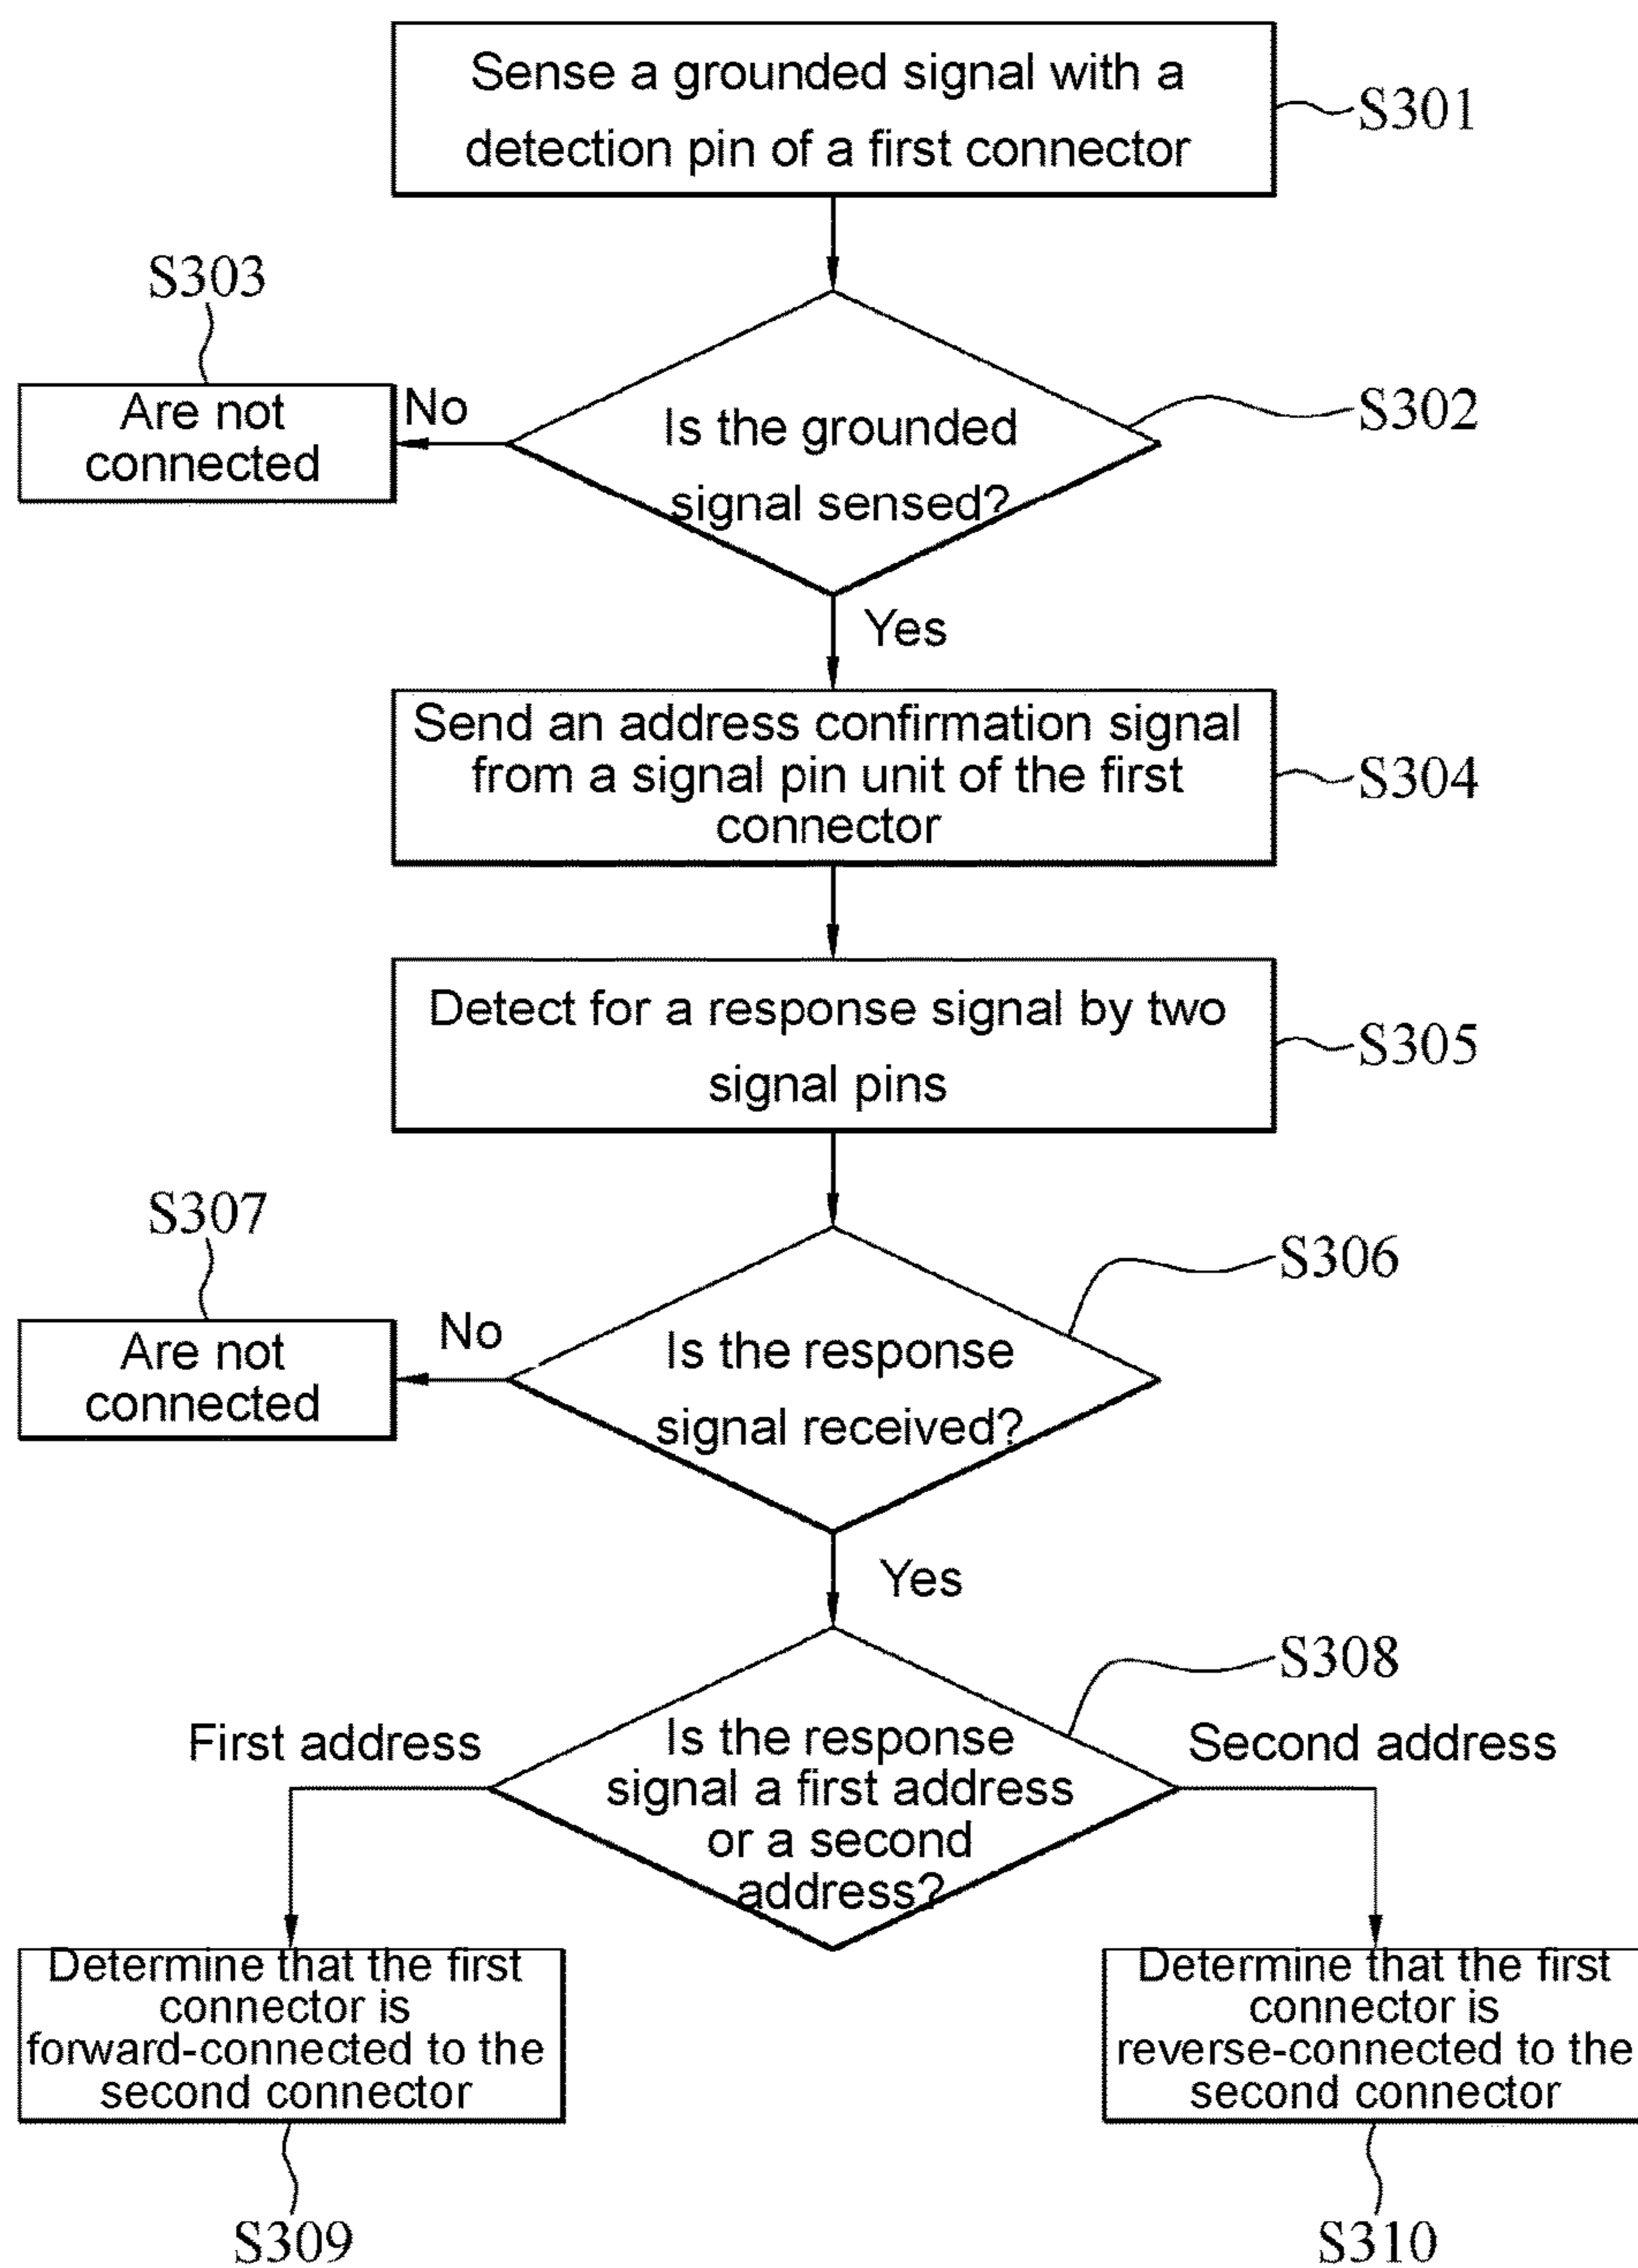 Sense a grounded signal with a
detection pin of a first connector
S301
S303
Are not
connected
No
Is the grounded
signal sensed?
S302
Yes
Send an address confirmation signal
from a signal pin unit of the first
connector
S304
Detect for a response signal by two
signal pins
S305
S307
Are not
connected
No
Is the response
signal received?
S306
Yes
S308
First address
Is the response
signal a first address
or a second
address?
Second address
Determine that the first
connector is
forward-connected to the
second connector
Determine that the first
connector is
reverse-connected to the
second connector
S309
S310